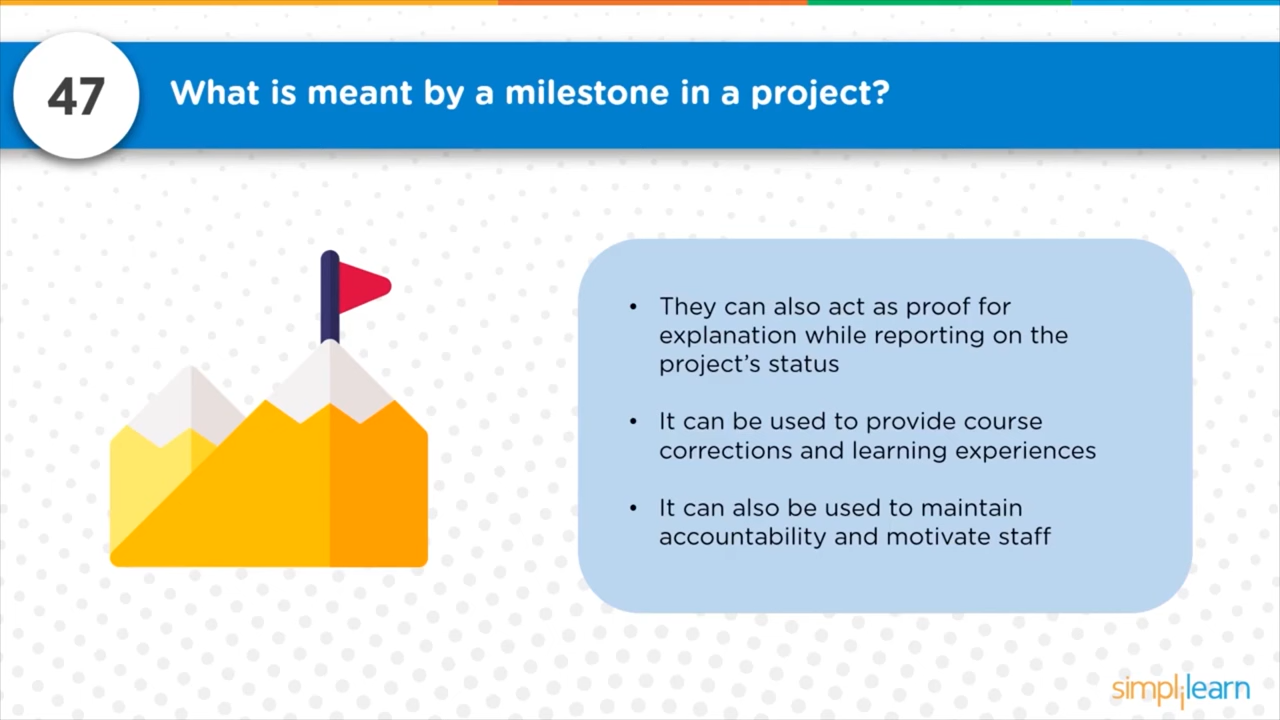 47
What is meant by a milestone in a project?
• They can also act as proof for
explanation while reporting on the
project's status
• It can be used to provide course
corrections and learning experiences
• It can also be used to maintain
accountability and motivate staff
simplilearn